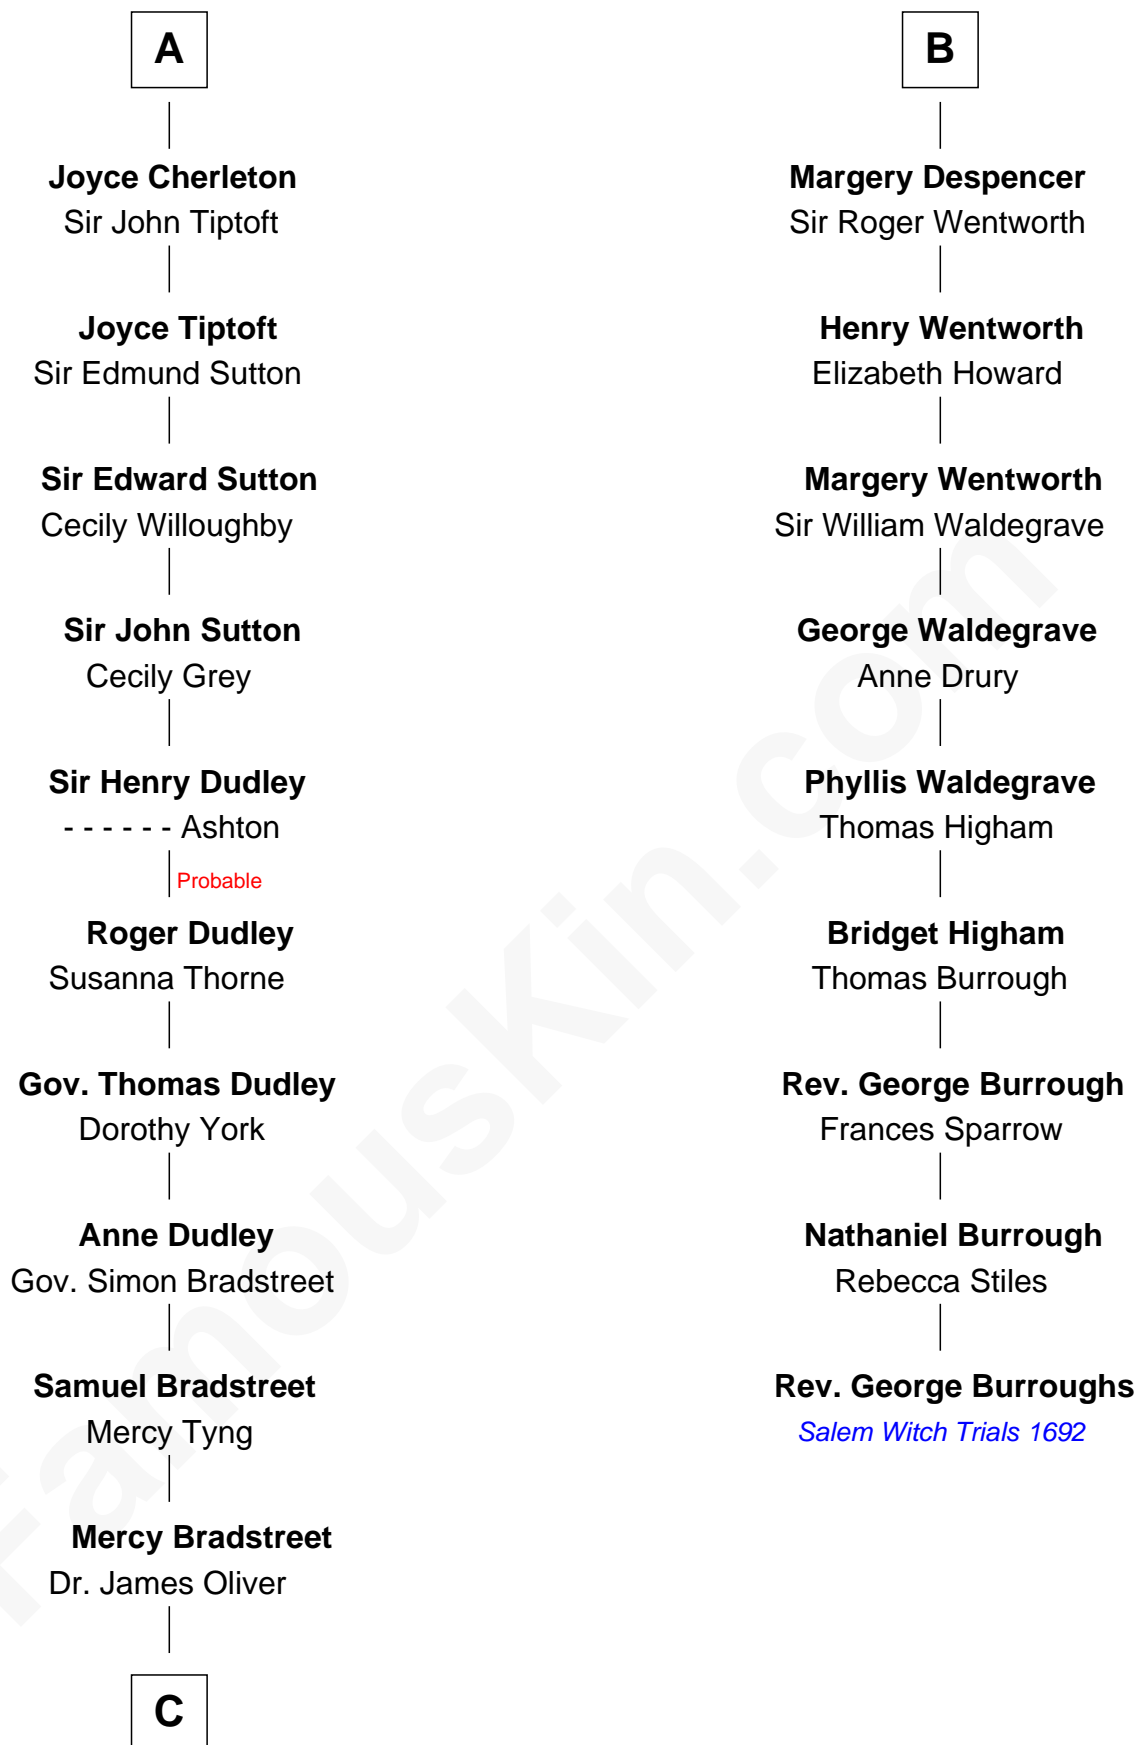 A
Joyce Cherleton
Sir John Tiptoft
Joyce Tiptoft
Sir Edmund Sutton
Sir Edward Sutton
Cecily Willoughby
Sir John Sutton
Cecily Grey
Sir Henry Dudley
- - - - - - Ashton
Probable
Roger Dudley
Susanna Thorne
Gov. Thomas Dudley
Dorothy York
Anne Dudley
Gov. Simon Bradstreet
Samuel Bradstreet
Mercy Tyng
Mercy Bradstreet
Dr. James Oliver
C
B
Margery Despencer
Sir Roger Wentworth
Henry Wentworth
Elizabeth Howard
Margery Wentworth
Sir William Waldegrave
George Waldegrave
Anne Drury
Phyllis Waldegrave
Thomas Higham
Bridget Higham
Thomas Burrough
Rev. George Burrough
Frances Sparrow
Nathaniel Burrough
Rebecca Stiles
Rev. George Burroughs
Salem Witch Trials 1692
FamousKin.com